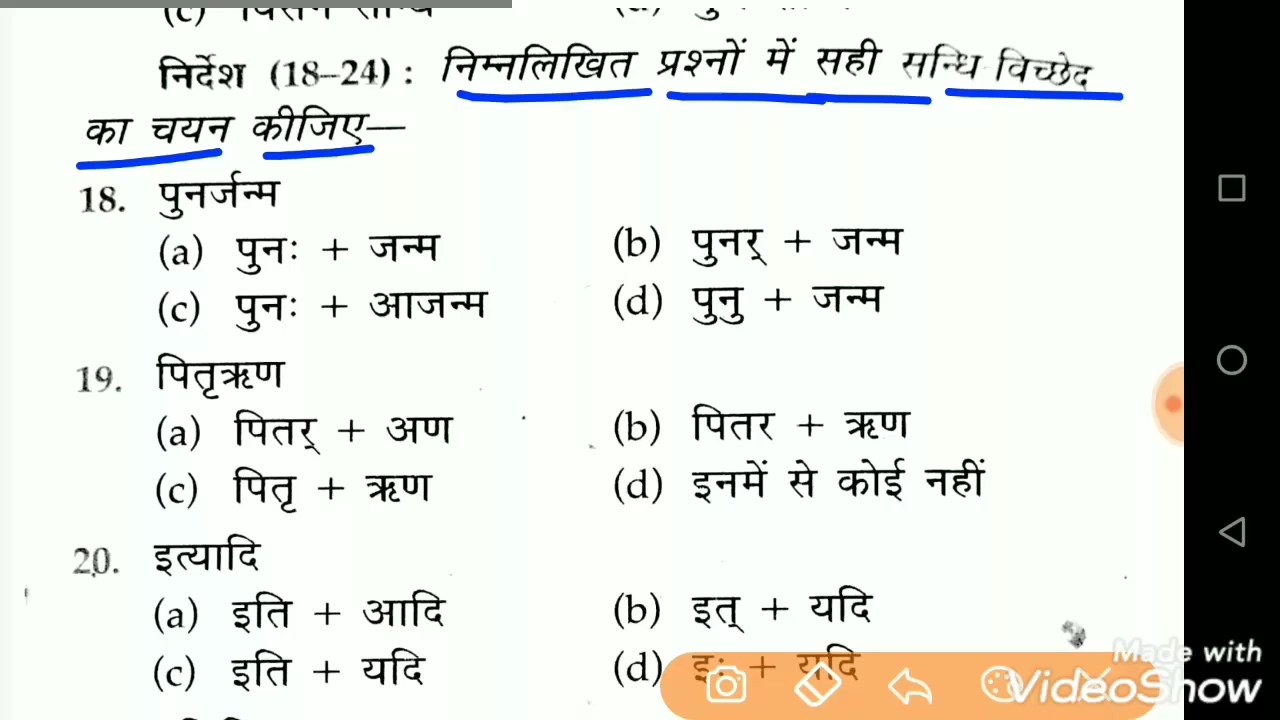 निर्देश (18–24) : निम्नलिखित प्रश्नों में सही सन्धि विच्छेद
का चयन कीजिए—
18. पुनर्जन्म
(a) पुनः + जन्म (b) पुनर् + जन्म
(c) पुनः + आजन्म (d) पुनु + जन्म
19. पितृऋण
(a) पितर् + अण (b) पितर + ऋण
(c) पितृ + ऋण (d) इनमें से कोई नहीं
20. इत्यादि
(a) इति + आदि (b) इत् + यदि
(c) इति + यदि (d) इः + यदि
Made with
VideoShow